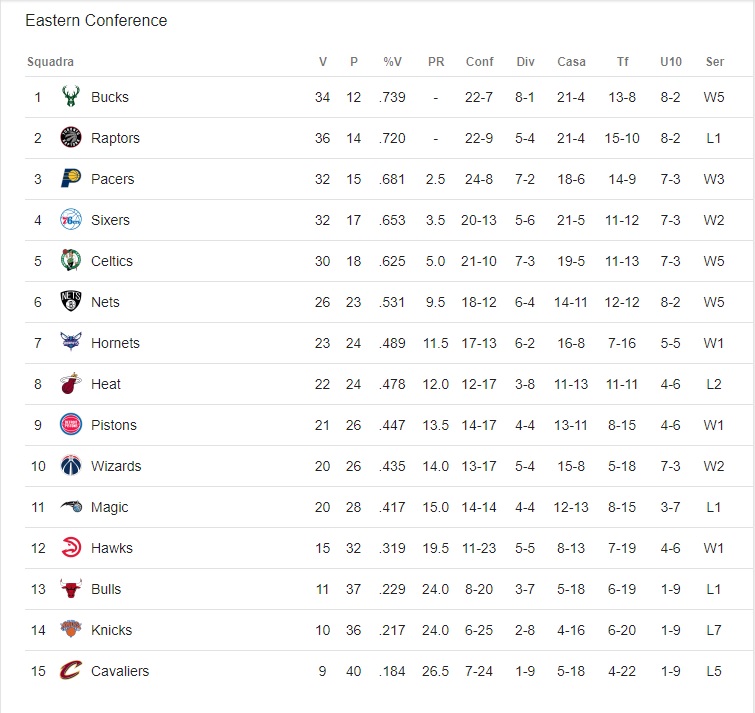 Eastern Conference
Squadra V P %V PR Conf Div Casa Tf U10 Ser
1 Bucks 34 12 .739 - 22-7 8-1 21-4 13-8 8-2 W5
2 Raptors 36 14 .720 - 22-9 5-4 21-4 15-10 8-2 L1
3 Pacers 32 15 .681 2.5 24-8 7-2 18-6 14-9 7-3 W3
4 Sixers 32 17 .653 3.5 20-13 5-6 21-5 11-12 7-3 W2
5 Celtics 30 18 .625 5.0 21-10 7-3 19-5 11-13 7-3 W5
6 NETS Nets 26 23 .531 9.5 18-12 6-4 14-11 12-12 8-2 W5
7 Hornets 23 24 .489 11.5 17-13 6-2 16-8 7-16 5-5 W1
8 Heat 22 24 .478 12.0 12-17 3-8 11-13 11-11 4-6 L2
9 Pistons 21 26 .447 13.5 14-17 4-4 13-11 8-15 4-6 W1
10 Wizards 20 26 .435 14.0 13-17 5-4 15-8 5-18 7-3 W2
11 Magic 20 28 .417 15.0 14-14 4-4 12-13 8-15 3-7 L1
12 Hawks 15 32 .319 19.5 11-23 5-5 8-13 7-19 4-6 W1
13 Bulls 11 37 .229 24.0 8-20 3-7 5-18 6-19 1-9 L1
14 Knicks 10 36 .217 24.0 6-25 2-8 4-16 6-20 1-9 L7
15 Cavaliers 9 40 .184 26.5 7-24 1-9 5-18 4-22 1-9 L5